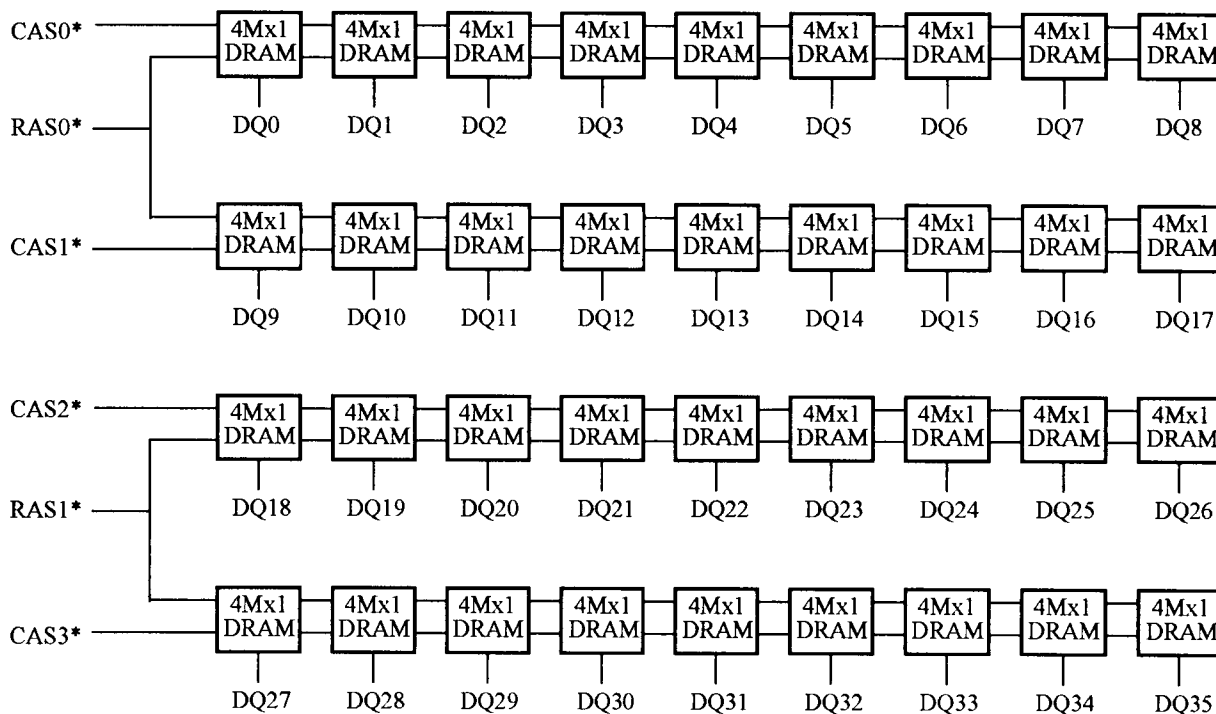 CAS0*
4Mx1 4Mx1 4Mx1 4Mx1 4Mx1 4Mx1 4Mx1 4Mx1 4Mx1
DRAM DRAM DRAM DRAM DRAM DRAM DRAM DRAM DRAM
RAS0*
DQ0 DQ1 DQ2 DQ3 DQ4 DQ5 DQ6 DQ7 DQ8
4Mx1 4Mx1 4Mx1 4Mx1 4Mx1 4Mx1 4Mx1 4Mx1 4Mx1
CAS1*
DRAM DRAM DRAM DRAM DRAM DRAM DRAM DRAM DRAM
DQ9 DQ10 DQ11 DQ12 DQ13 DQ14 DQ15 DQ16 DQ17
CAS2*
4Mx1 4Mx1 4Mx1 4Mx1 4Mx1 4Mx1 4Mx1 4Mx1 4Mx1
DRAM DRAM DRAM DRAM DRAM DRAM DRAM DRAM DRAM
RAS1*
DQ18 DQ19 DQ20 DQ21 DQ22 DQ23 DQ24 DQ25 DQ26
4Mx1 4Mx1 4Mx1 4Mx1 4Mx1 4Mx1 4Mx1 4Mx1 4Mx1
CAS3*
DRAM DRAM DRAM DRAM DRAM DRAM DRAM DRAM DRAM
DQ27 DQ28 DQ29 DQ30 DQ31 DQ32 DQ33 DQ34 DQ35